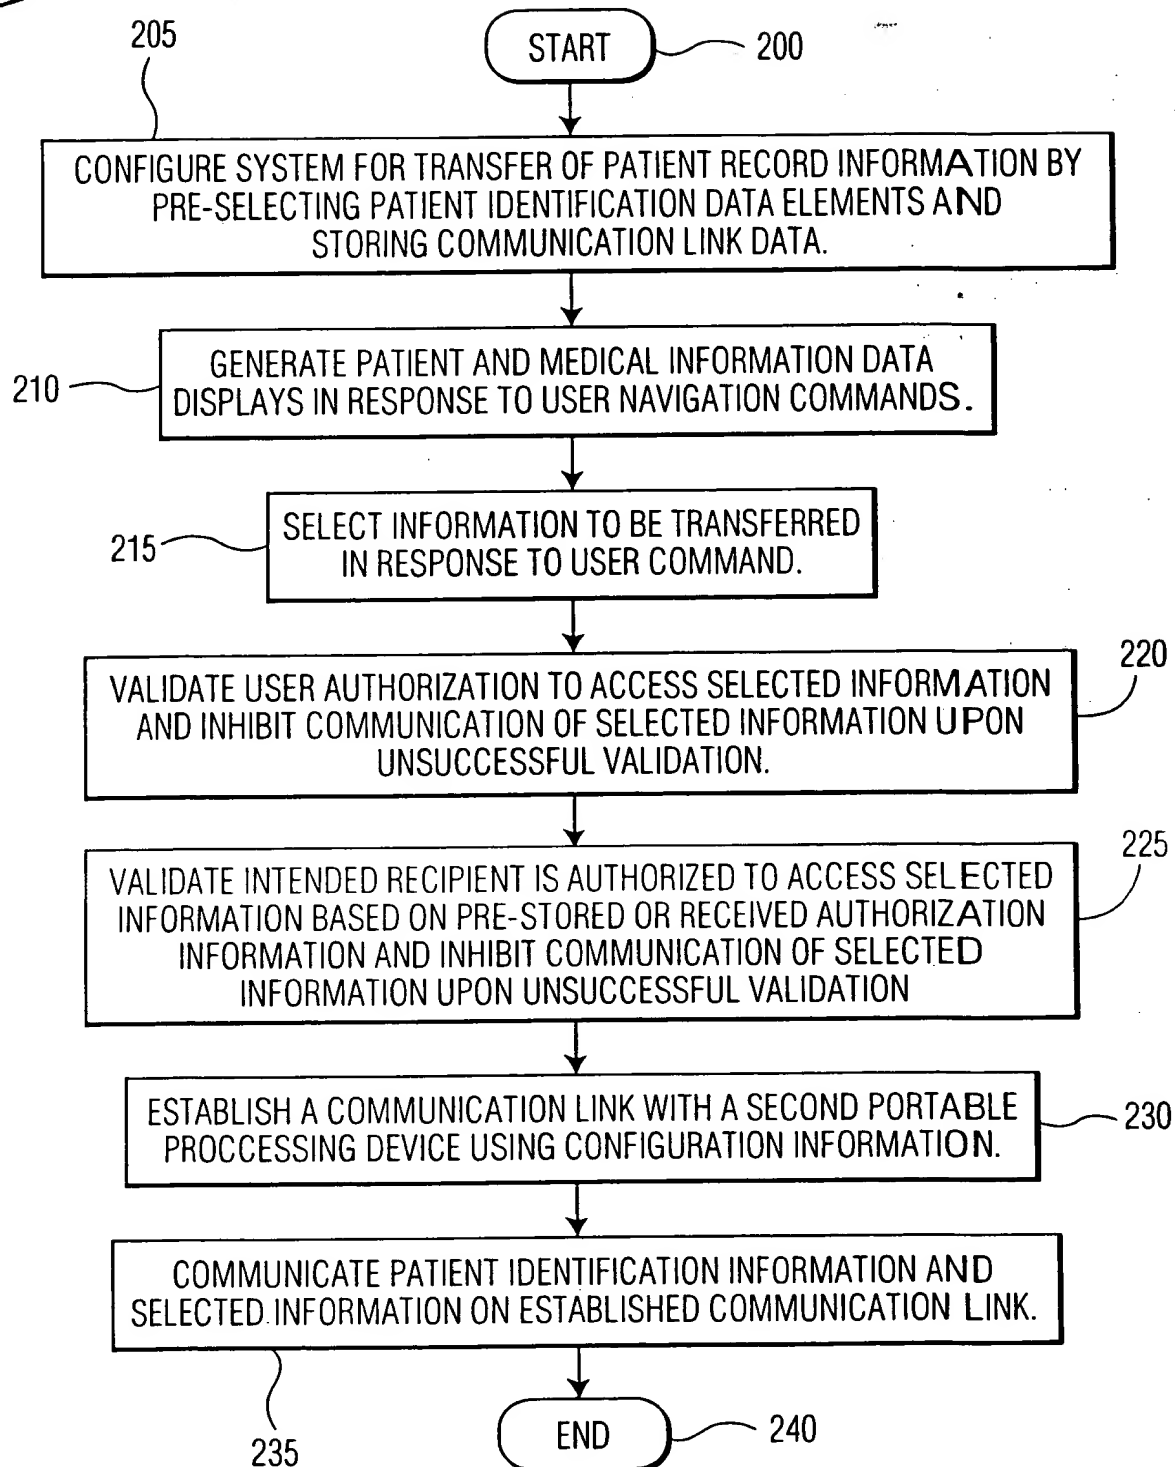 205
START
200
CONFIGURE SYSTEM FOR TRANSFER OF PATIENT RECORD INFORMATION BY
PRE-SELECTING PATIENT IDENTIFICATION DATA ELEMENTS AND
STORING COMMUNICATION LINK DATA.
210
GENERATE PATIENT AND MEDICAL INFORMATION DATA
DISPLAYS IN RESPONSE TO USER NAVIGATION COMMANDS.
215
SELECT INFORMATION TO BE TRANSFERRED
IN RESPONSE TO USER COMMAND.
220
VALIDATE USER AUTHORIZATION TO ACCESS SELECTED INFORMATION
AND INHIBIT COMMUNICATION OF SELECTED INFORMATION UPON
UNSUCCESSFUL VALIDATION.
225
VALIDATE INTENDED RECIPIENT IS AUTHORIZED TO ACCESS SELECTED
INFORMATION BASED ON PRE-STORED OR RECEIVED AUTHORIZATION
INFORMATION AND INHIBIT COMMUNICATION OF SELECTED
INFORMATION UPON UNSUCCESSFUL VALIDATION
230
ESTABLISH A COMMUNICATION LINK WITH A SECOND PORTABLE
PROCCESSING DEVICE USING CONFIGURATION INFORMATION.
COMMUNICATE PATIENT IDENTIFICATION INFORMATION AND
SELECTED INFORMATION ON ESTABLISHED COMMUNICATION LINK.
235
END
240